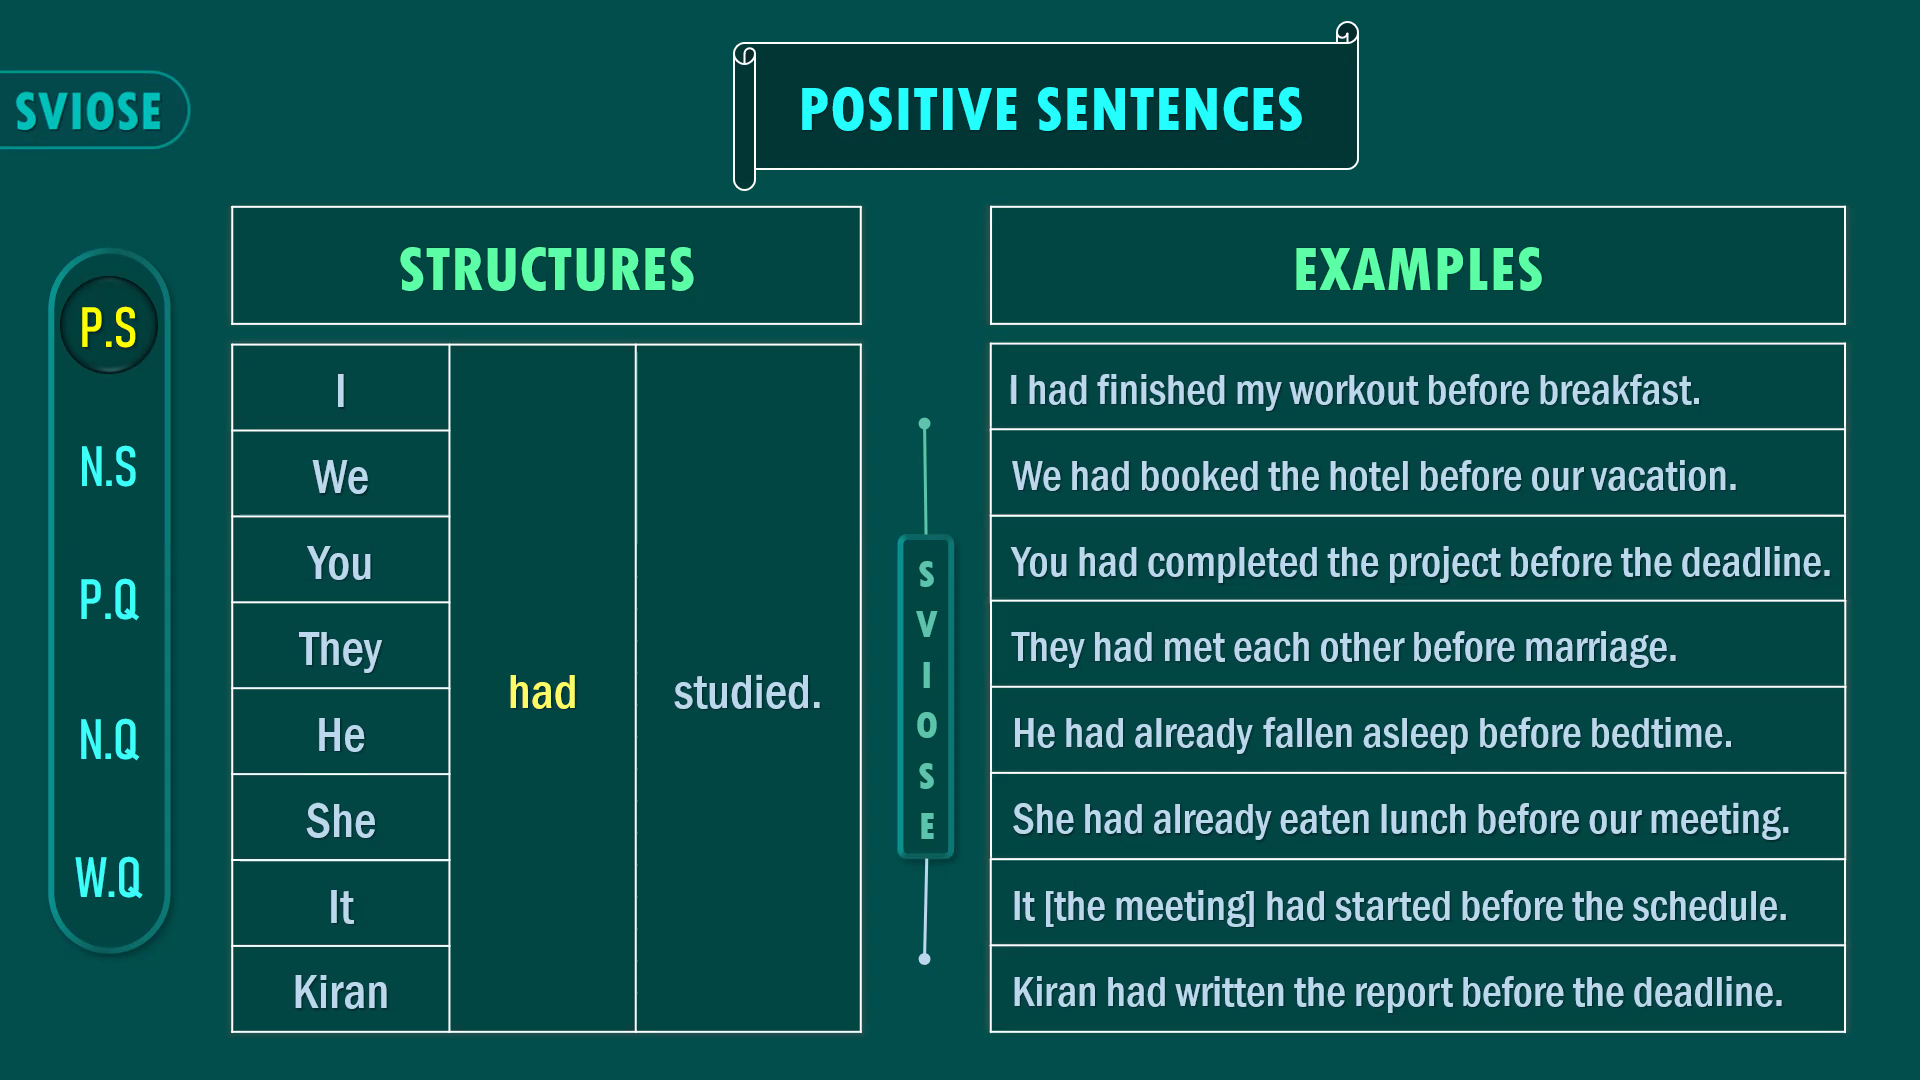 SVIOSE
POSITIVE SENTENCES
P.S
N.S
P.Q
N.Q
W.Q
STRUCTURES
I
We
You
They
He
She
It
Kiran
had
studied.
SVIOSE
EXAMPLES
I had finished my workout before breakfast.
We had booked the hotel before our vacation.
You had completed the project before the deadline.
They had met each other before marriage.
He had already fallen asleep before bedtime.
She had already eaten lunch before our meeting.
It [the meeting] had started before the schedule.
Kiran had written the report before the deadline.